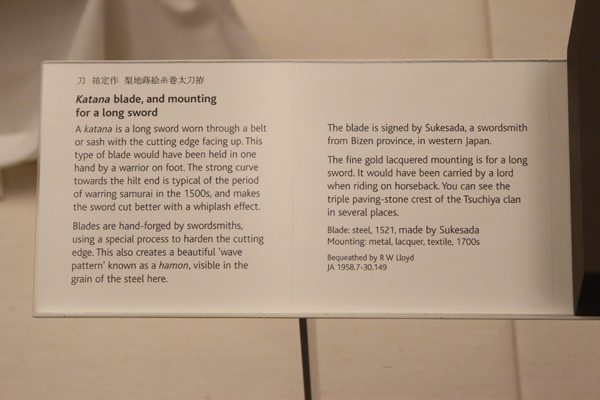 刀 祐定作 梨地蒔絵糸巻太刀拵
Katana blade, and mounting
for a long sword
A katana is a long sword worn through a belt
or sash with the cutting edge facing up. This
type of blade would have been held in one
hand by a warrior on foot. The strong curve
towards the hilt end is typical of the period
of warring samurai in the 1500s, and makes
the sword cut better with a whiplash effect.
Blades are hand-forged by swordsmiths,
using a special process to harden the cutting
edge. This also creates a beautiful 'wave
pattern' known as a hamon, visible in the
grain of the steel here.
The blade is signed by Sukesada, a swordsmith
from Bizen province, in western Japan.
The fine gold lacquered mounting is for a long
sword. It would have been carried by a lord
when riding on horseback. You can see the
triple paving-stone crest of the Tsuchiya clan
in several places.
Blade: steel, 1521, made by Sukesada
Mounting: metal, lacquer, textile, 1700s
Bequeathed by R W Lloyd
JA 1958.7-30.149